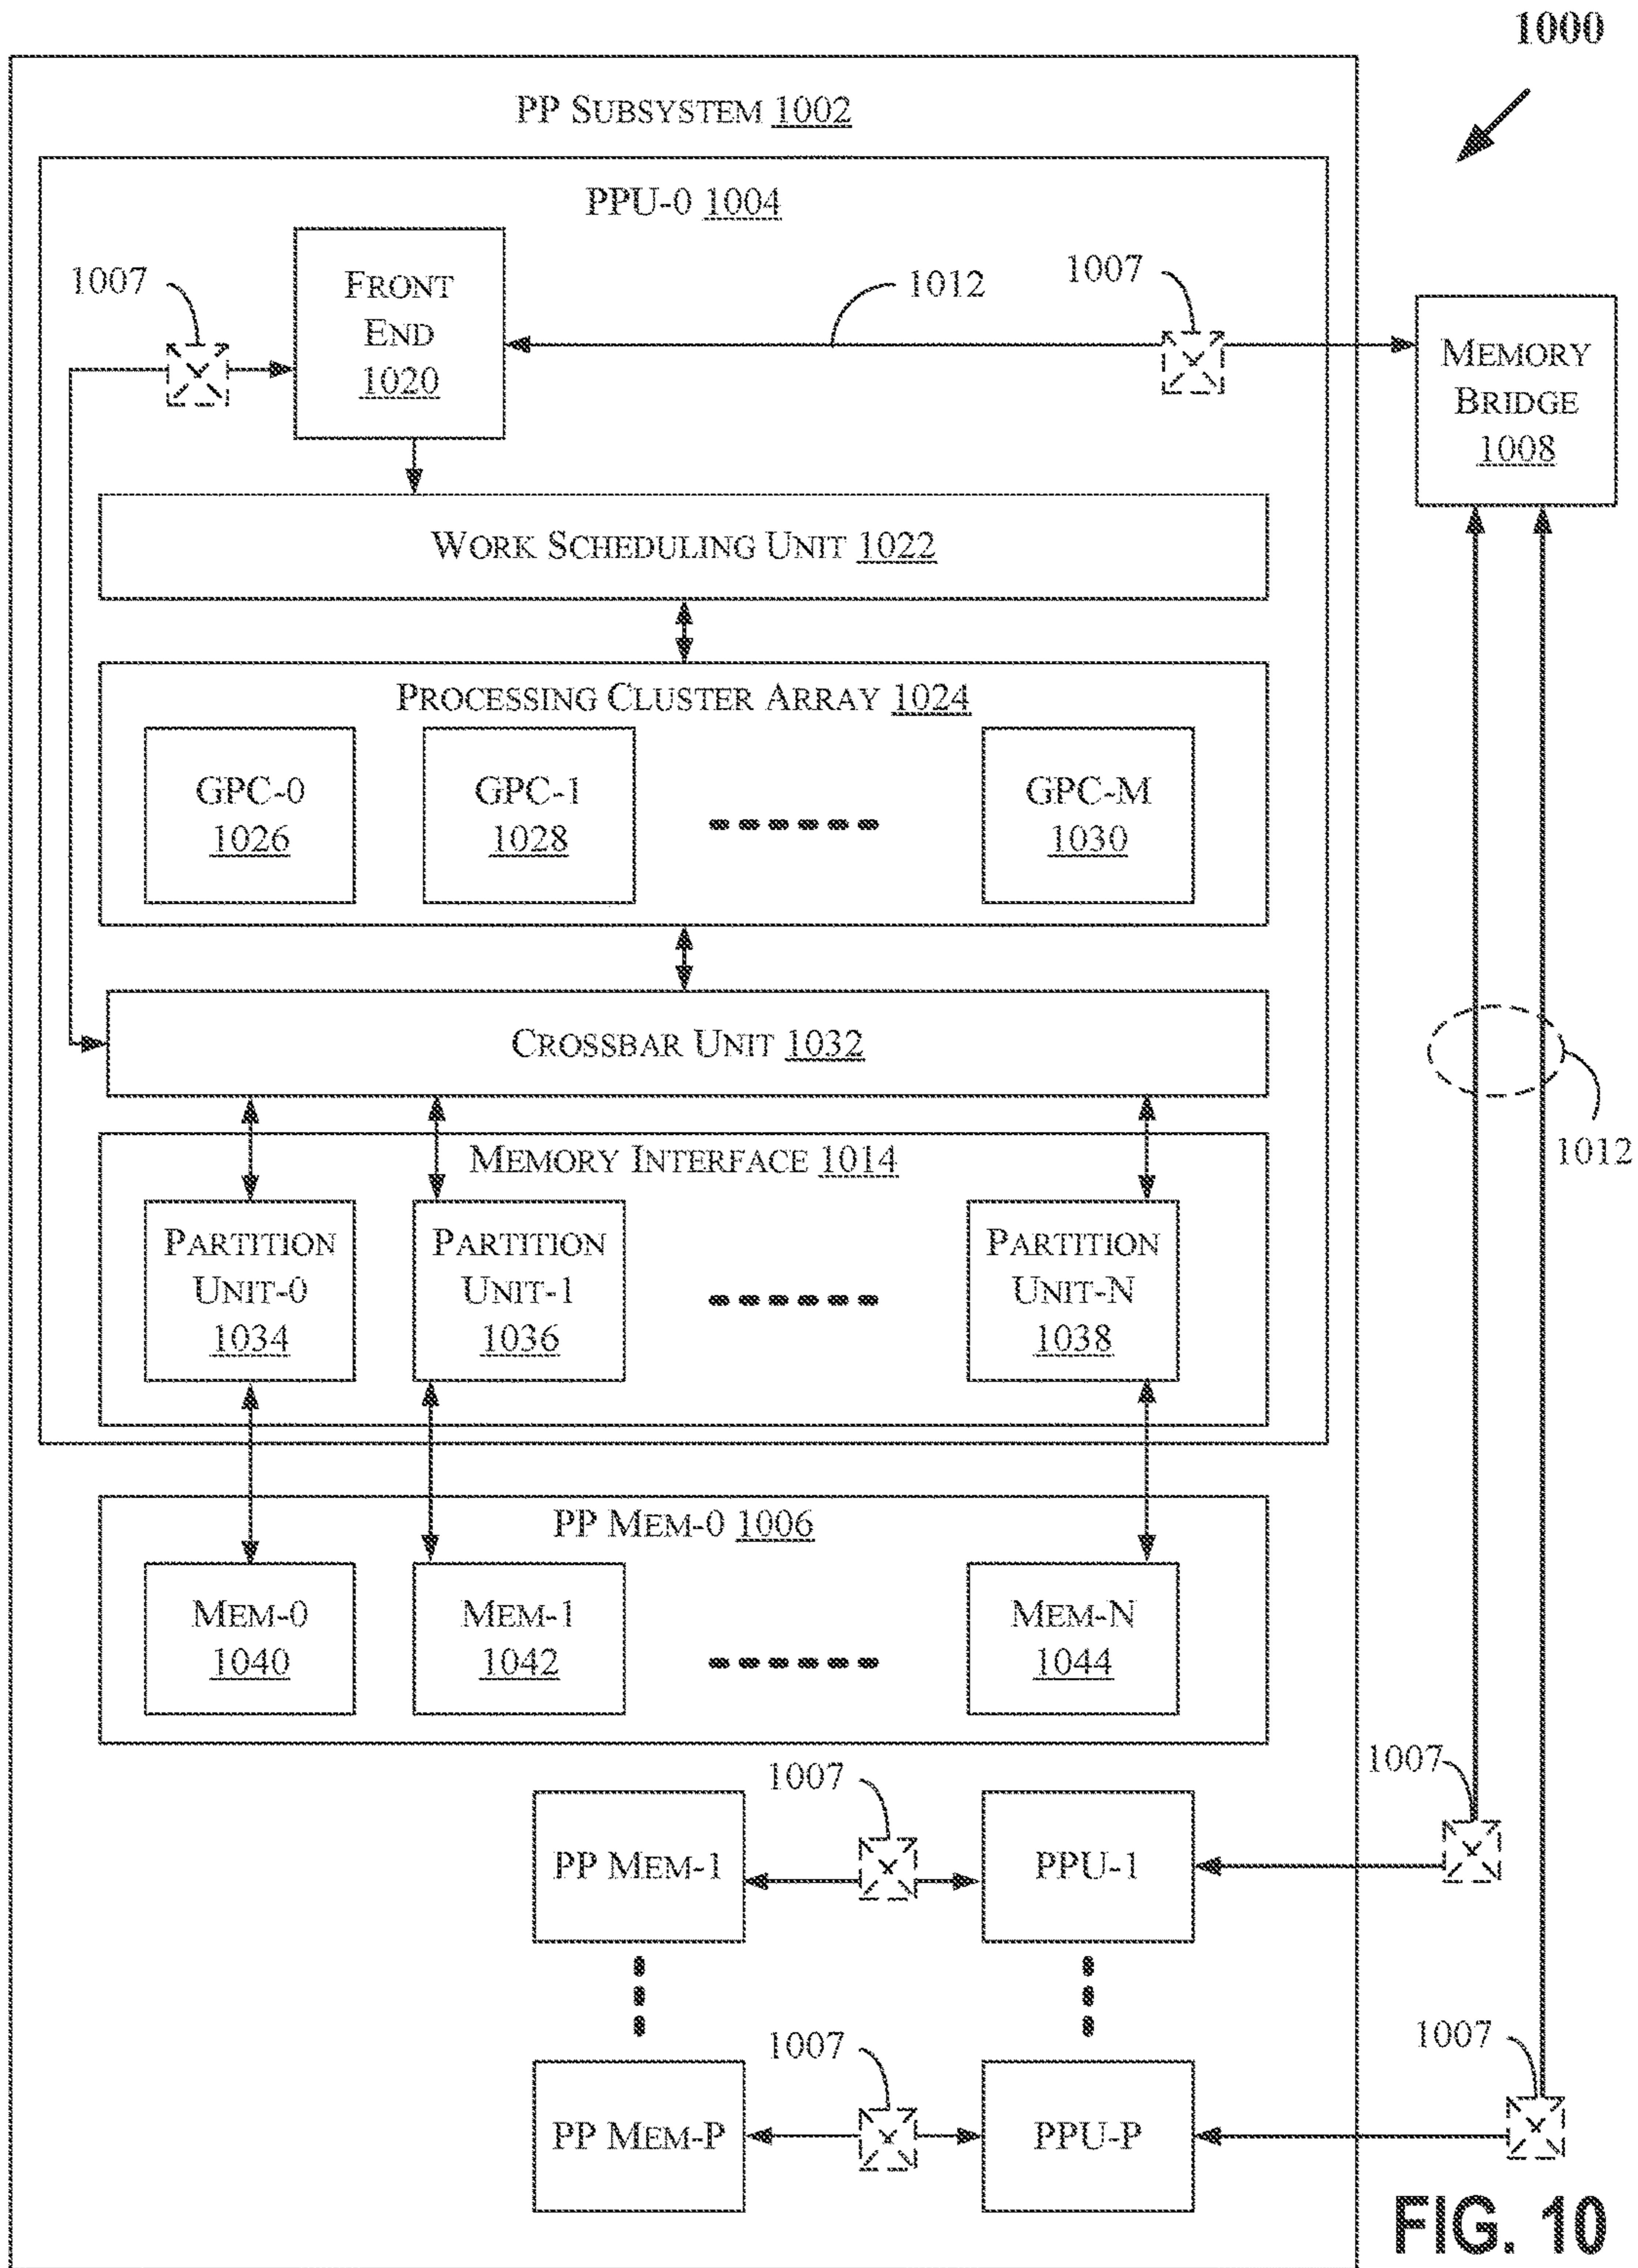 1000
PP SUBSYSTEM 1002
PPU-0 1004
1007
FRONT
END
1020
1012
1007
MEMORY
BRIDGE
1008
WORK SCHEDULING UNIT 1022
PROCESSING CLUSTER ARRAY 1024
GPC-0
1026
GPC-1
1028
GPC-M
1030
CROSSBAR UNIT 1032
1012
MEMORY INTERFACE 1014
PARTITION
UNIT-0
1034
PARTITION
UNIT-1
1036
PARTITION
UNIT-N
1038
PP MEM-0 1006
MEM-0
1040
MEM-1
1042
MEM-N
1044
1007
1007
PP MEM-1
PPU-1
1007
1007
PP MEM-P
PPU-P
FIG. 10